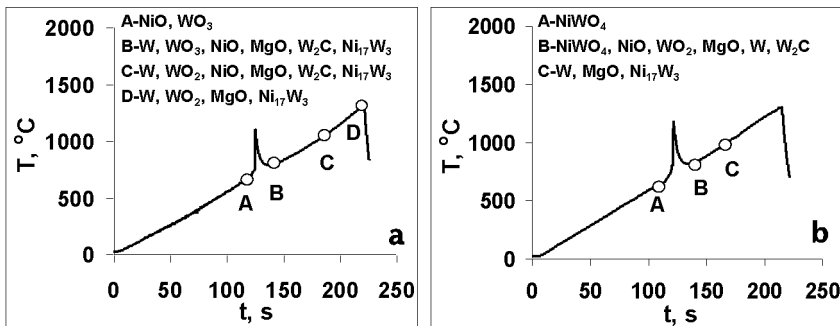 A-NiO, WO3
B-W, WO3, NiO, MgO, W2C, Ni17W3
C-W, WO2, NiO, MgO, W2C, Ni17W3
D-W, WO2, MgO, Ni17W3
2000
1500
1000
500
0
T, °C
A
B
C
D
a
0 50 100 150 200 250
t, s
A-NiWO4
B-NiWO4, NiO, WO2, MgO, W, W2C
C-W, MgO, Ni17W3
2000
1500
1000
500
0
T, °C
A
B
C
b
0 50 100 150 200 250
t, s